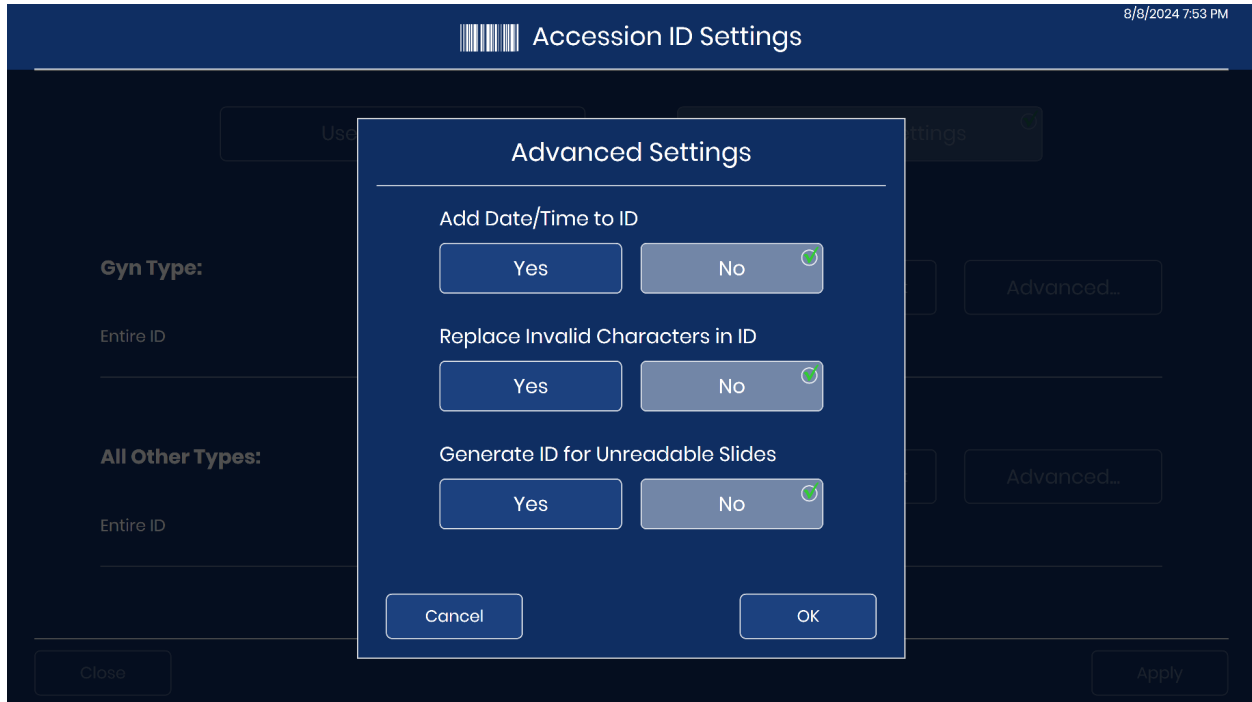 8/8/2024 7:53 PM
Accession ID Settings
Use
ttings
Advanced Settings
Add Date/Time to ID
Yes No
Replace Invalid Characters in ID
Yes No
Generate ID for Unreadable Slides
Yes No
Cancel OK
Gyn Type:
Advanced...
Entire ID
All Other Types:
Advanced...
Entire ID
Close Apply